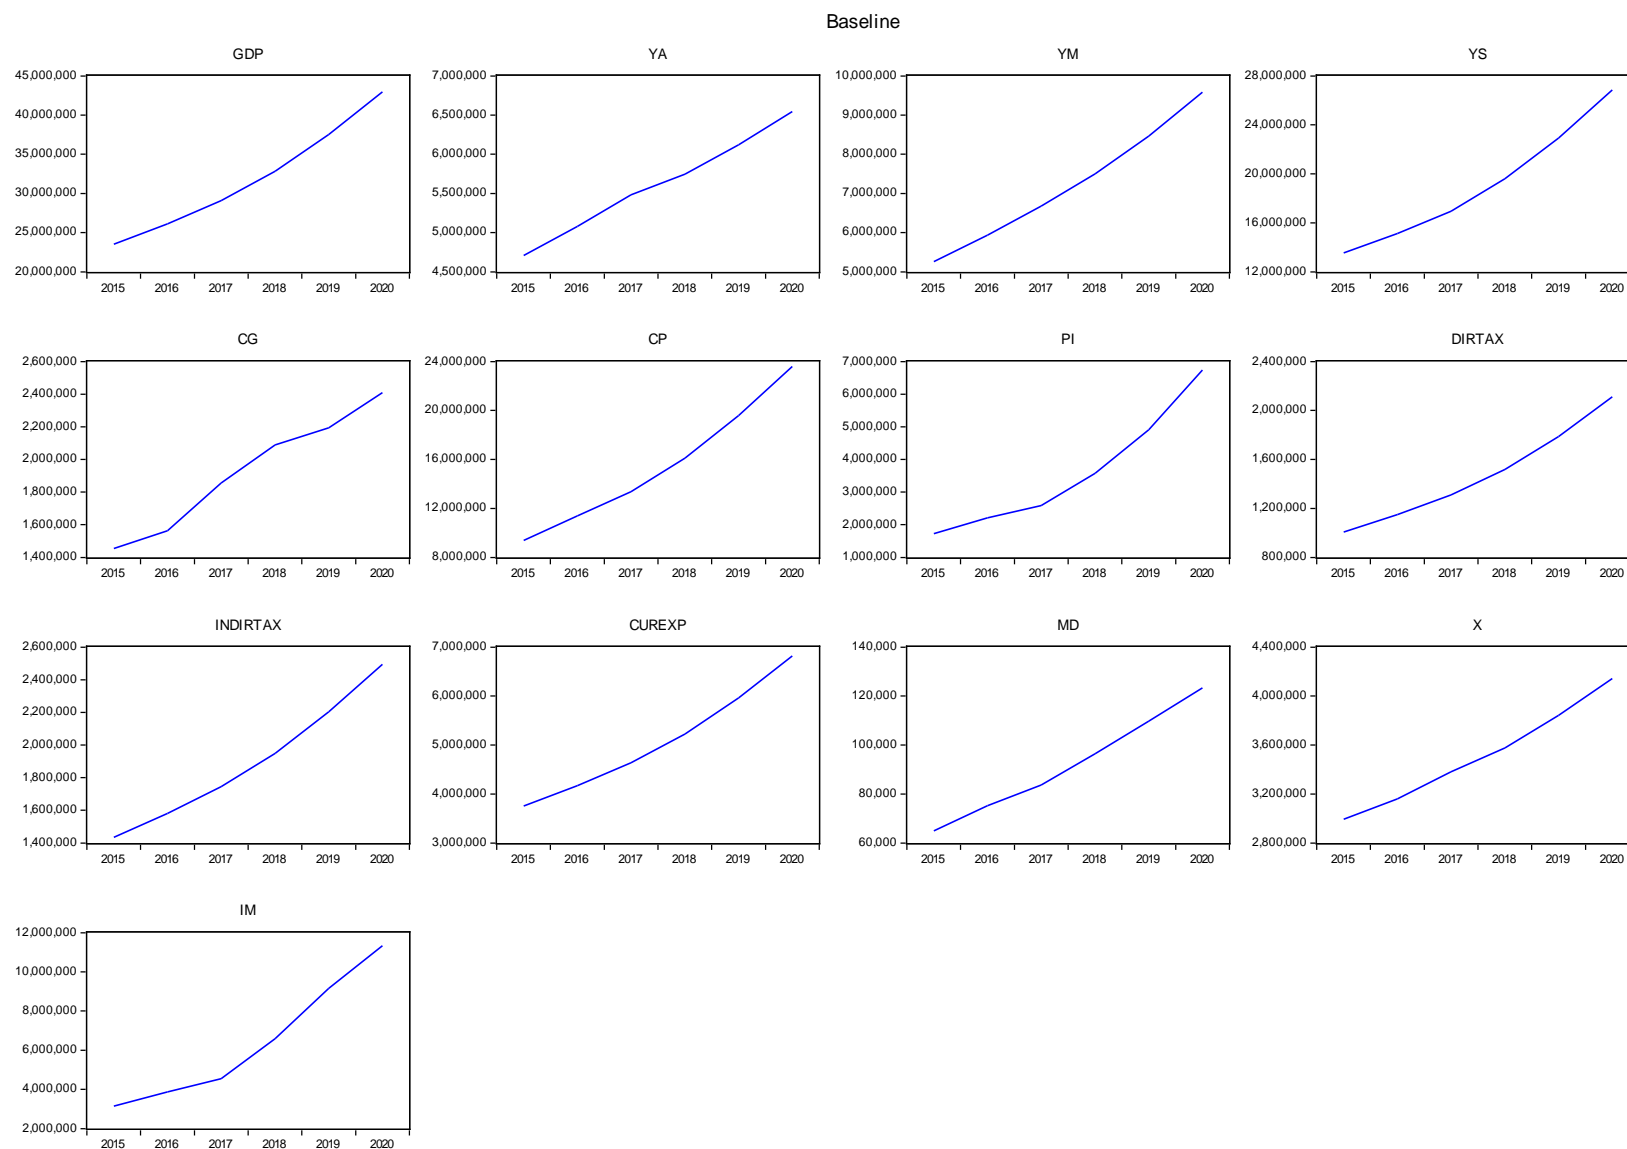 Baseline
GDP
45,000,000
40,000,000
35,000,000
30,000,000
25,000,000
20,000,000
2015 2016 2017 2018 2019 2020
YA
7,000,000
6,500,000
6,000,000
5,500,000
5,000,000
4,500,000
2015 2016 2017 2018 2019 2020
YM
10,000,000
9,000,000
8,000,000
7,000,000
6,000,000
5,000,000
2015 2016 2017 2018 2019 2020
YS
28,000,000
24,000,000
20,000,000
16,000,000
12,000,000
2015 2016 2017 2018 2019 2020
CG
2,600,000
2,400,000
2,200,000
2,000,000
1,800,000
1,600,000
1,400,000
2015 2016 2017 2018 2019 2020
CP
24,000,000
20,000,000
16,000,000
12,000,000
8,000,000
2015 2016 2017 2018 2019 2020
PI
7,000,000
6,000,000
5,000,000
4,000,000
3,000,000
2,000,000
1,000,000
2015 2016 2017 2018 2019 2020
DIRTAX
2,400,000
2,000,000
1,600,000
1,200,000
800,000
2015 2016 2017 2018 2019 2020
INDIRTAX
2,600,000
2,400,000
2,200,000
2,000,000
1,800,000
1,600,000
1,400,000
2015 2016 2017 2018 2019 2020
CUREXP
7,000,000
6,000,000
5,000,000
4,000,000
3,000,000
2015 2016 2017 2018 2019 2020
MD
140,000
120,000
100,000
80,000
60,000
2015 2016 2017 2018 2019 2020
X
4,400,000
4,000,000
3,600,000
3,200,000
2,800,000
2015 2016 2017 2018 2019 2020
IM
12,000,000
10,000,000
8,000,000
6,000,000
4,000,000
2,000,000
2015 2016 2017 2018 2019 2020